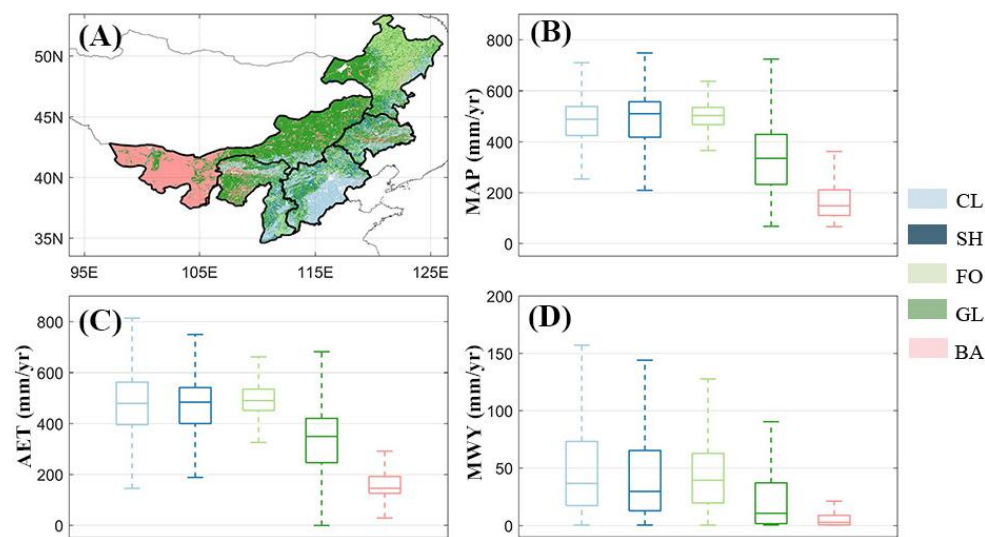 (A)
50N
45N
40N
35N
95E 105E 115E 125E
(B)
MAP (mm/yr)
800
600
400
200
0
CL
SH
FO
GL
BA
(C)
AET (mm/yr)
800
600
400
200
0
(D)
MWY (mm/yr)
200
150
100
50
0